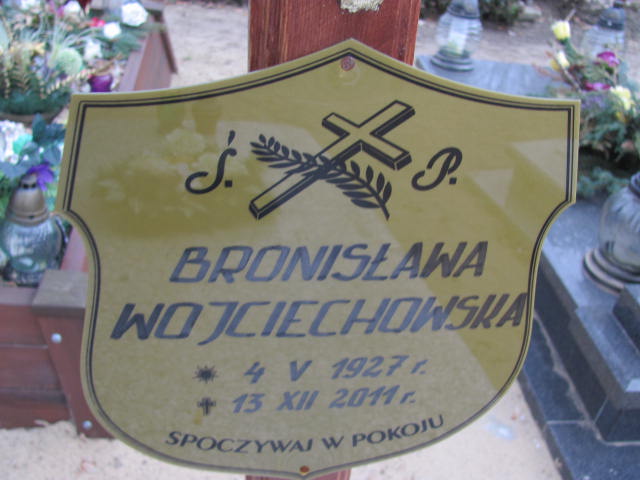 Ś. P.
BRONISŁAWA
WOJCIECHOWSKA
4 V 1927 r.
13 XII 2011 r.
SPOCZYWAJ W POKOJU